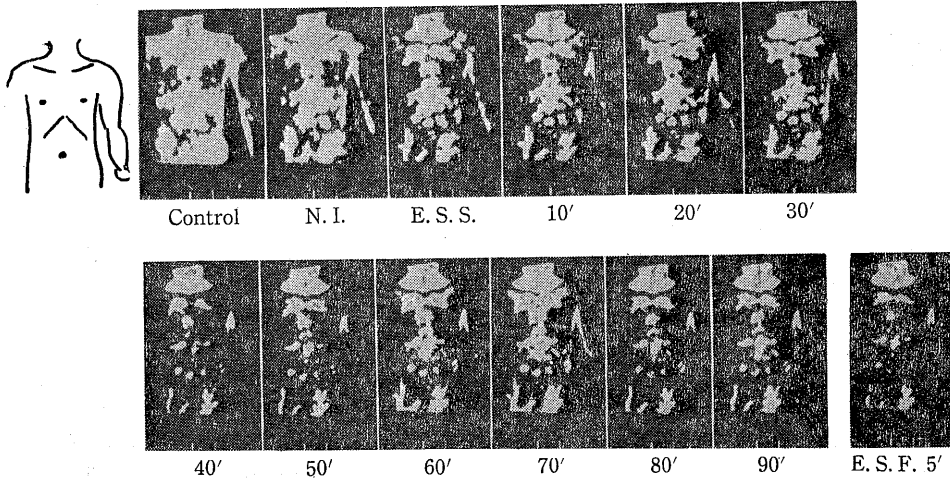 Control N. I. E. S. S. 10′ 20′ 30′
40′ 50′ 60′ 70′ 80′ 90′ E. S. F. 5′